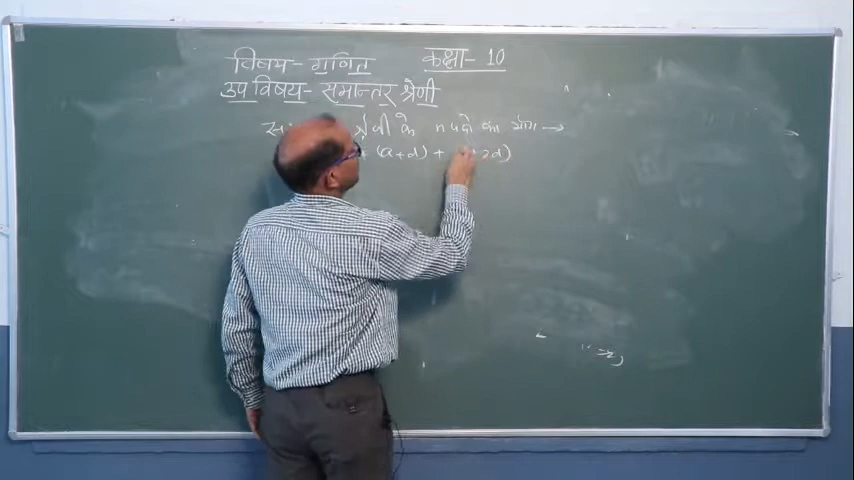 विषय- गणित कक्षा- 10
उप विषय- समान्तर श्रेणी
के n पदो का योग →
+ (a+d) + 2d)